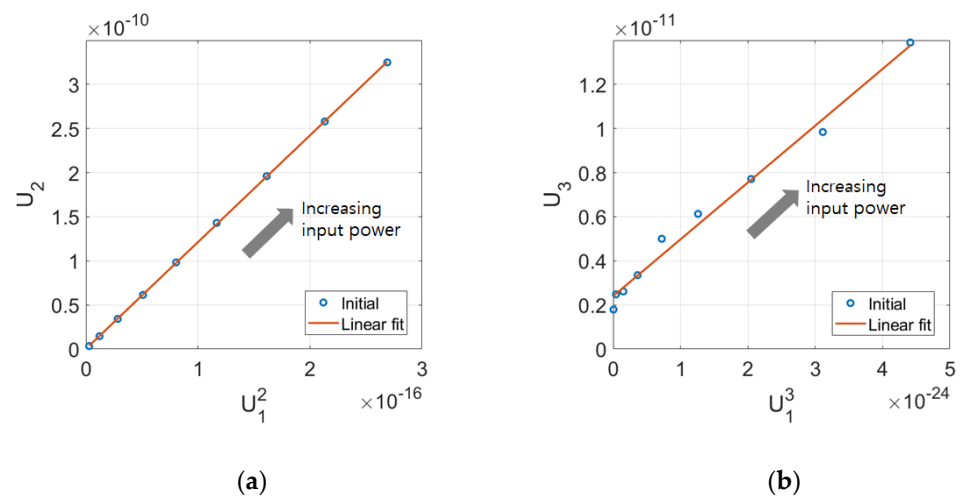 ×10-10
3
2.5
2
1.5
1
0.5
0
0
1
2
3
U2
U12
×10-16
Increasing
input power
Initial
Linear fit
(a)
×10-11
1.2
1
0.8
0.6
0.4
0.2
0
0
1
2
3
4
5
U3
U13
×10-24
Increasing
input power
Initial
Linear fit
(b)